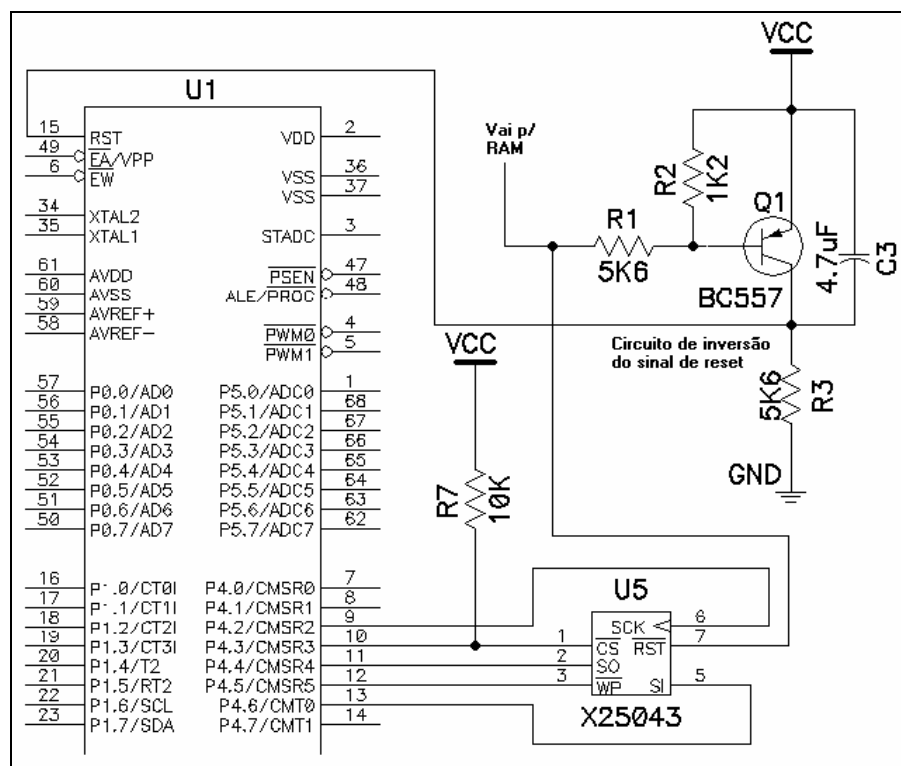 VCC
U1
15 RST
49 EA/VPP
6 EW
34 XTAL2
35 XTAL1
61 AVDD
60 AVSS
59 AVREF+
58 AVREF-
57 P0.0/AD0
56 P0.1/AD1
55 P0.2/AD2
54 P0.3/AD3
53 P0.4/AD4
52 P0.5/AD5
51 P0.6/AD6
50 P0.7/AD7
16 P1.0/CT0I
17 P1.1/CT1I
18 P1.2/CT2I
19 P1.3/CT3I
20 P1.4/T2
21 P1.5/RT2
22 P1.6/SCL
23 P1.7/SDA
VDD 2
VSS 36
VSS 37
STADC 3
PSEN 47
ALE/PROC 48
PWM0 4
PWM1 5
P5.0/ADC0 1
P5.1/ADC1 68
P5.2/ADC2 67
P5.3/ADC3 66
P5.4/ADC4 65
P5.5/ADC5 64
P5.6/ADC6 63
P5.7/ADC7 62
P4.0/CMSR0 7
P4.1/CMSR1 8
P4.2/CMSR2 9
P4.3/CMSR3 10
P4.4/CMSR4 11
P4.5/CMSR5 12
P4.6/CMT0 13
P4.7/CMT1 14
Vai p/
RAM
R2
1K2
R1
5K6
Q1
BC557
4.7uF
C3
Circuito de inversão
do sinal de reset
R3
5K6
GND
VCC
R7
10K
U5
SCK 6
1 CS
RST 7
2 SO
3 WP
SI 5
X25043